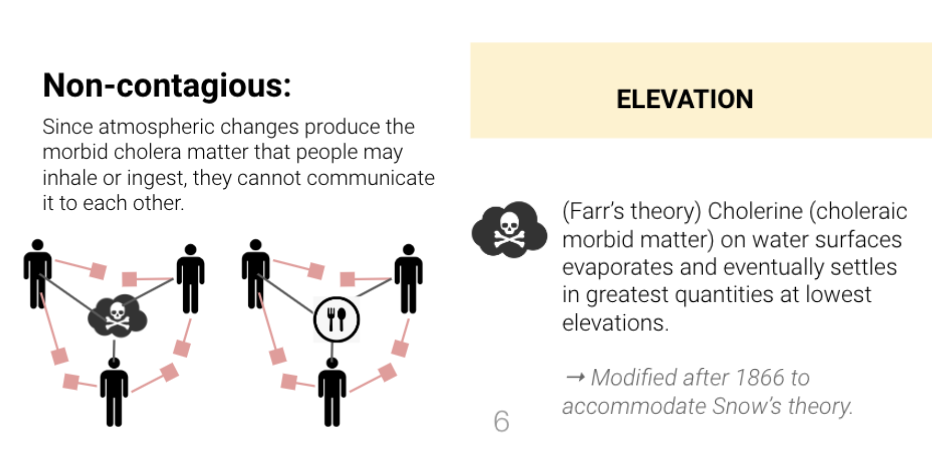 Non-contagious:
Since atmospheric changes produce the
morbid cholera matter that people may
inhale or ingest, they cannot communicate
it to each other.
ELEVATION
(Farr’s theory) Cholerine (choleraic
morbid matter) on water surfaces
evaporates and eventually settles
in greatest quantities at lowest
elevations.
→ Modified after 1866 to
accommodate Snow’s theory.
6